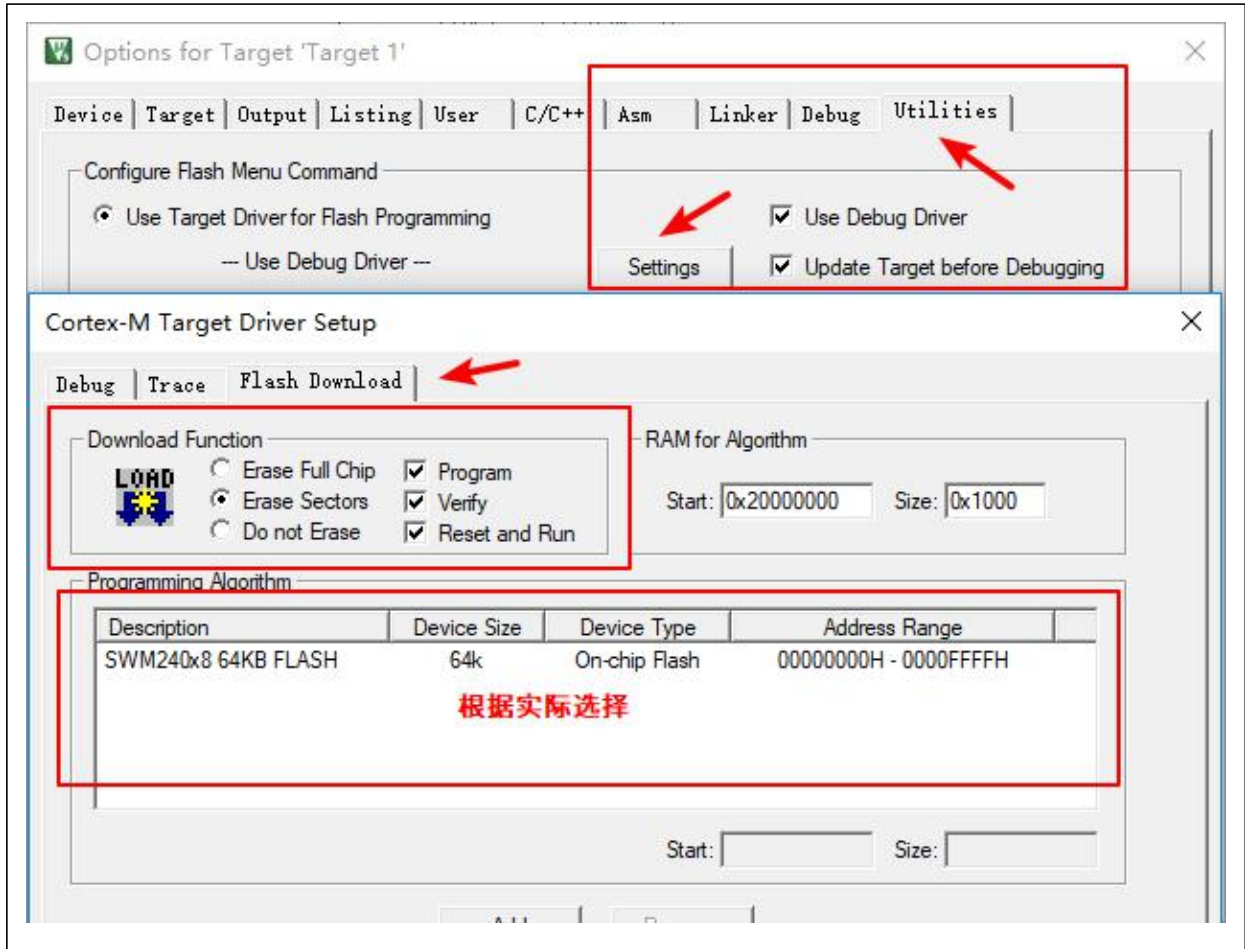 Options for Target 'Target 1'
Device Target Output Listing User C/C++ Asm Linker Debug Utilities
Configure Flash Menu Command
Use Target Driver for Flash Programming Use Debug Driver
--- Use Debug Driver --- Settings Update Target before Debugging
Cortex-M Target Driver Setup
Debug Trace Flash Download
Download Function RAM for Algorithm
LOAD Erase Full Chip Program
Erase Sectors Verify Start: 0x20000000 Size: 0x1000
Do not Erase Reset and Run
Programming Algorithm
Description Device Size Device Type Address Range
SWM240x8 64KB FLASH 64k On-chip Flash 00000000H - 0000FFFFH
根据实际选择
Start: Size: